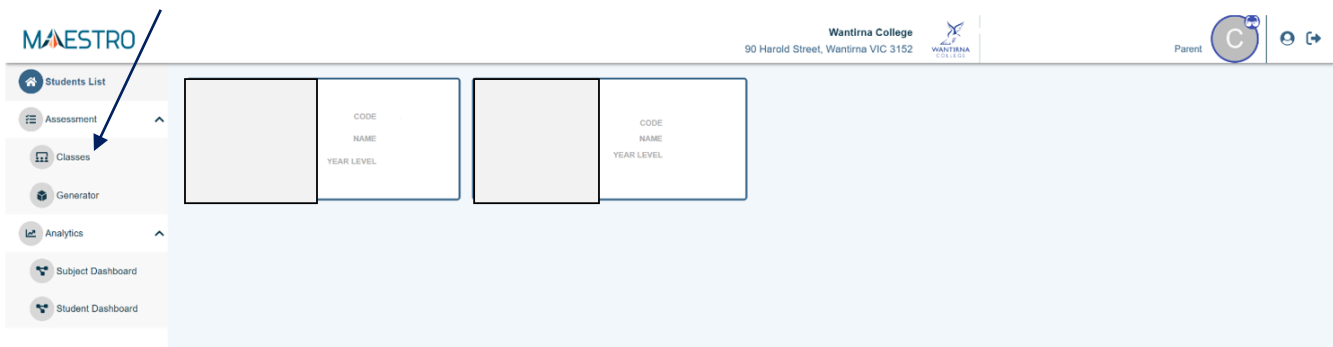 MAESTRO
Wantirna College
90 Harold Street, Wantirna VIC 3152
WANTIRNA
COLLEGE
Parent
C
Students List
Assessment
Classes
Generator
Analytics
Subject Dashboard
Student Dashboard
CODE
NAME
YEAR LEVEL
CODE
NAME
YEAR LEVEL